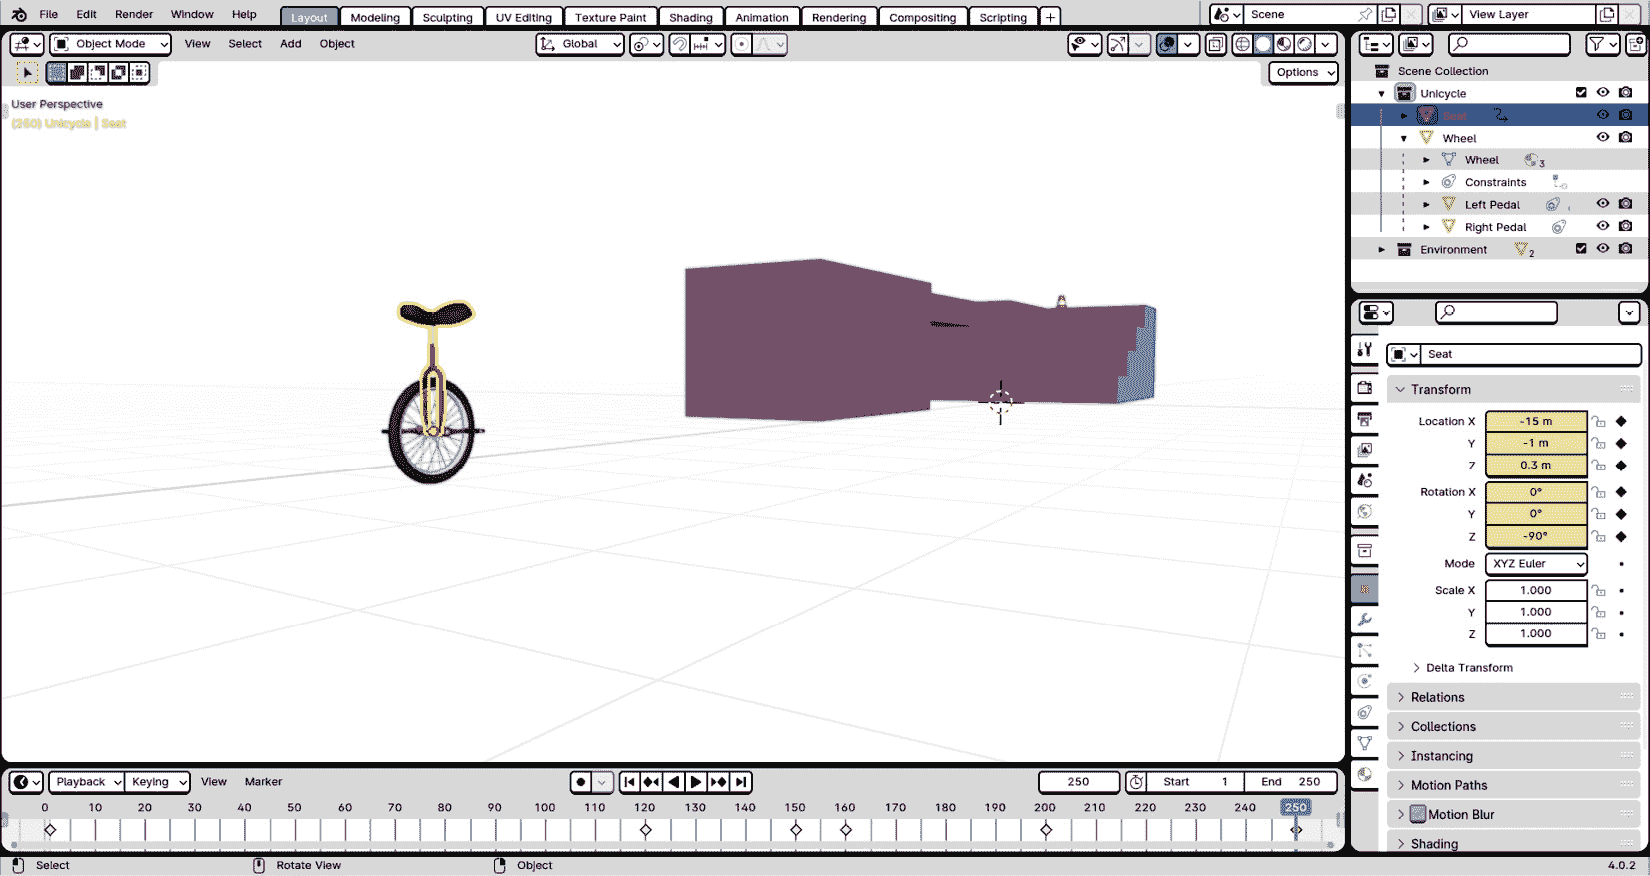 File Edit Render Window Help Layout Modeling Sculpting UV Editing Texture Paint Shading Animation Rendering Compositing Scripting + Scene View Layer
Object Mode View Select Add Object Global
Options
User Perspective
(250) Unicycle | Seat
Scene Collection
Unicycle
Seat
Wheel
Wheel 3
Constraints
Left Pedal
Right Pedal
Environment 2
Seat
Transform
Location X -15 m
Y -1 m
Z 0.3 m
Rotation X 0°
Y 0°
Z -90°
Mode XYZ Euler
Scale X 1.000
Y 1.000
Z 1.000
Delta Transform
Relations
Collections
Instancing
Motion Paths
Motion Blur
Shading
Playback Keying View Marker 250 Start 1 End 250
0 10 20 30 40 50 60 70 80 90 100 110 120 130 140 150 160 170 180 190 200 210 220 230 240 250
Select Rotate View Object 4.0.2